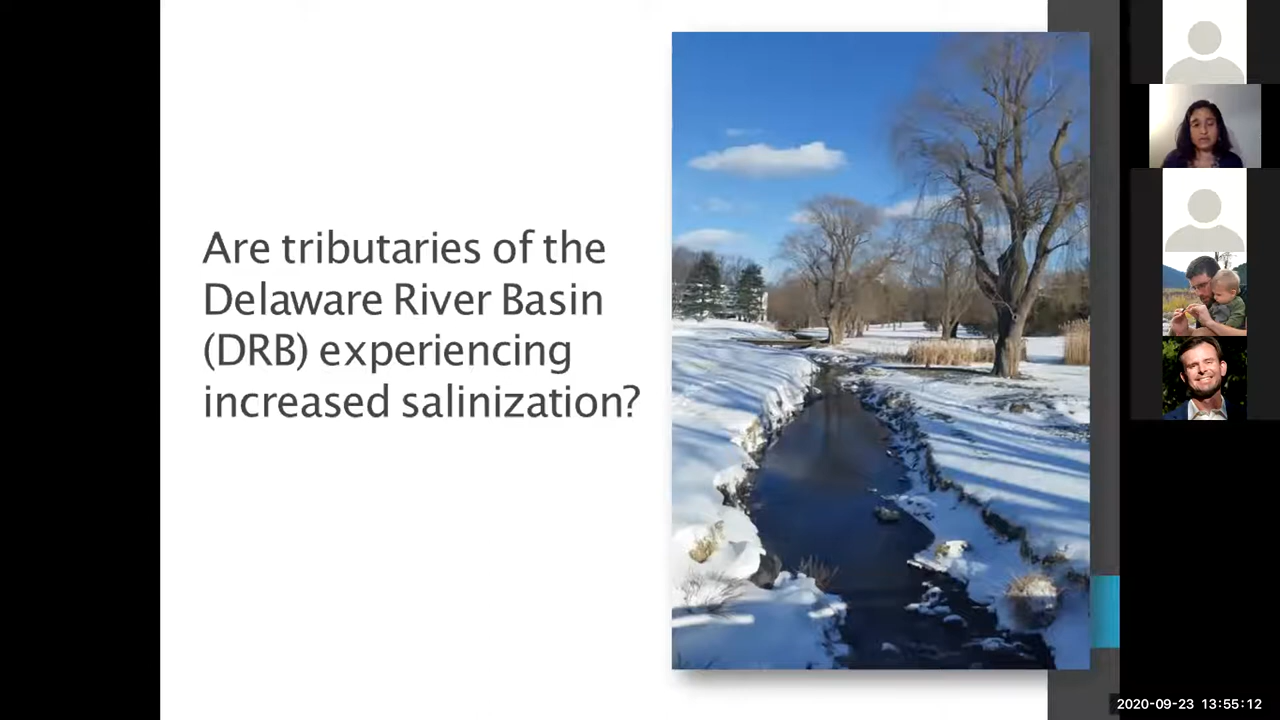 Are tributaries of the
Delaware River Basin
(DRB) experiencing
increased salinization?
2020-09-23 13:55:12